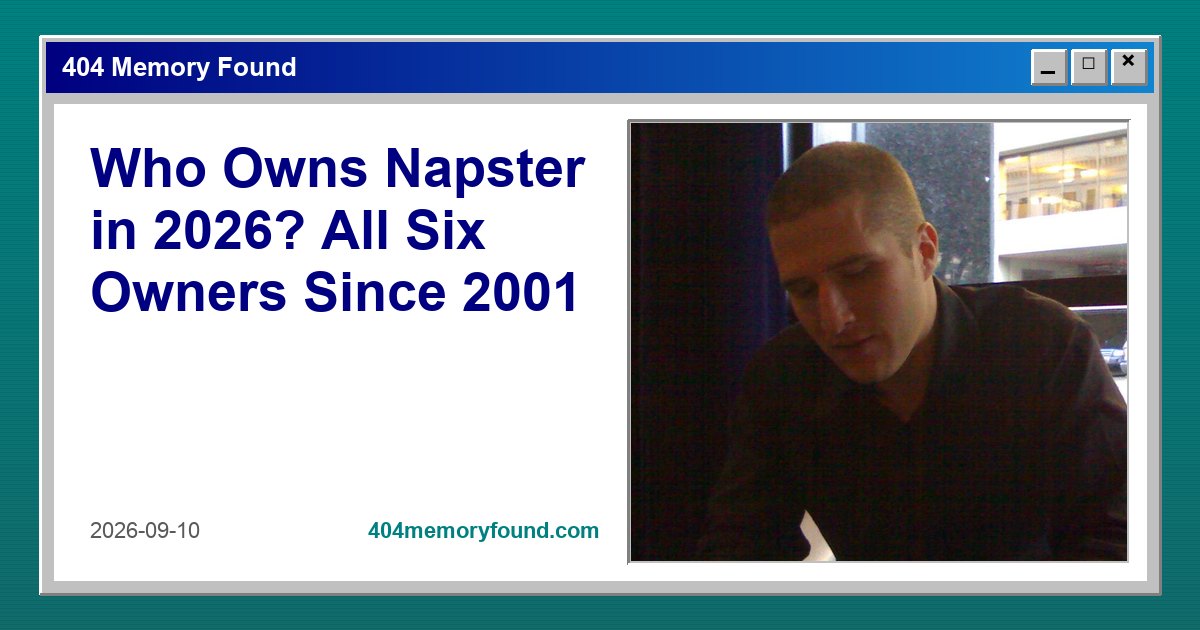 404 Memory Found
Who Owns Napster
in 2026? All Six
Owners Since 2001
2026-09-10
404memoryfound.com